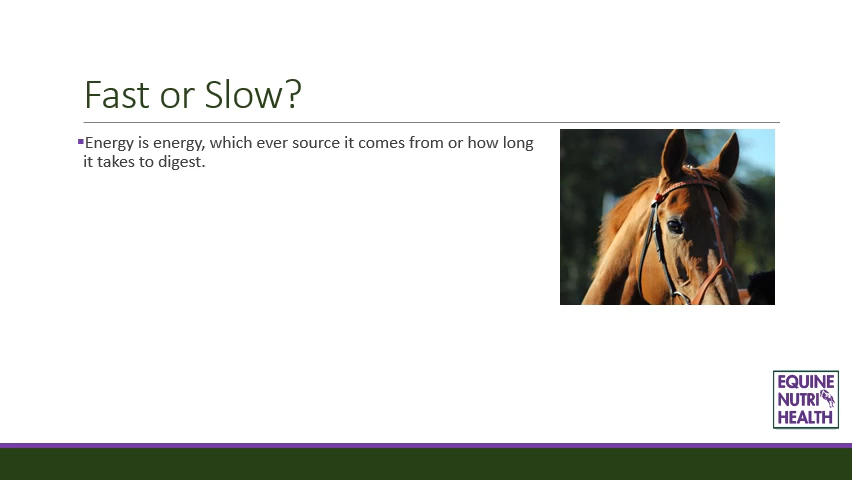 Fast or Slow?
Energy is energy, which ever source it comes from or how long
it takes to digest.
EQUINE
NUTRI
HEALTH